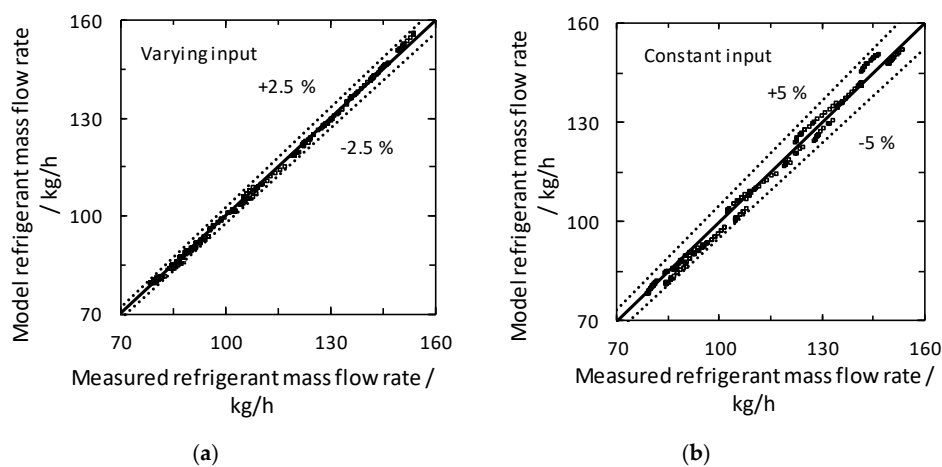 160
130
100
70
Model refrigerant mass flow rate
/ kg/h
Varying input
+2.5 %
-2.5 %
70 100 130 160
Measured refrigerant mass flow rate /
kg/h
(a)
160
130
100
70
Model refrigerant mass flow rate
/ kg/h
Constant input
+5 %
-5 %
70 100 130 160
Measured refrigerant mass flow rate /
kg/h
(b)